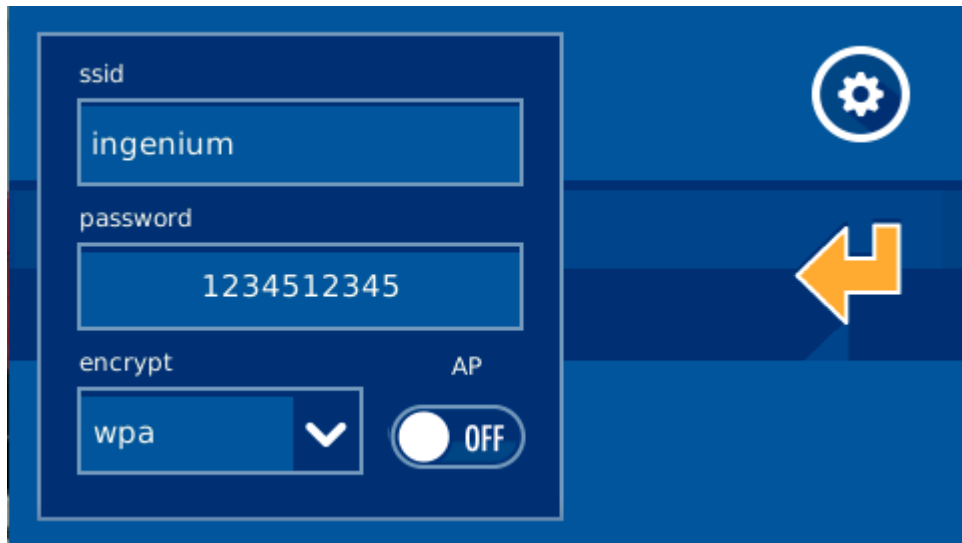 ssid
ingenium
password
1234512345
encrypt
AP
wpa
OFF